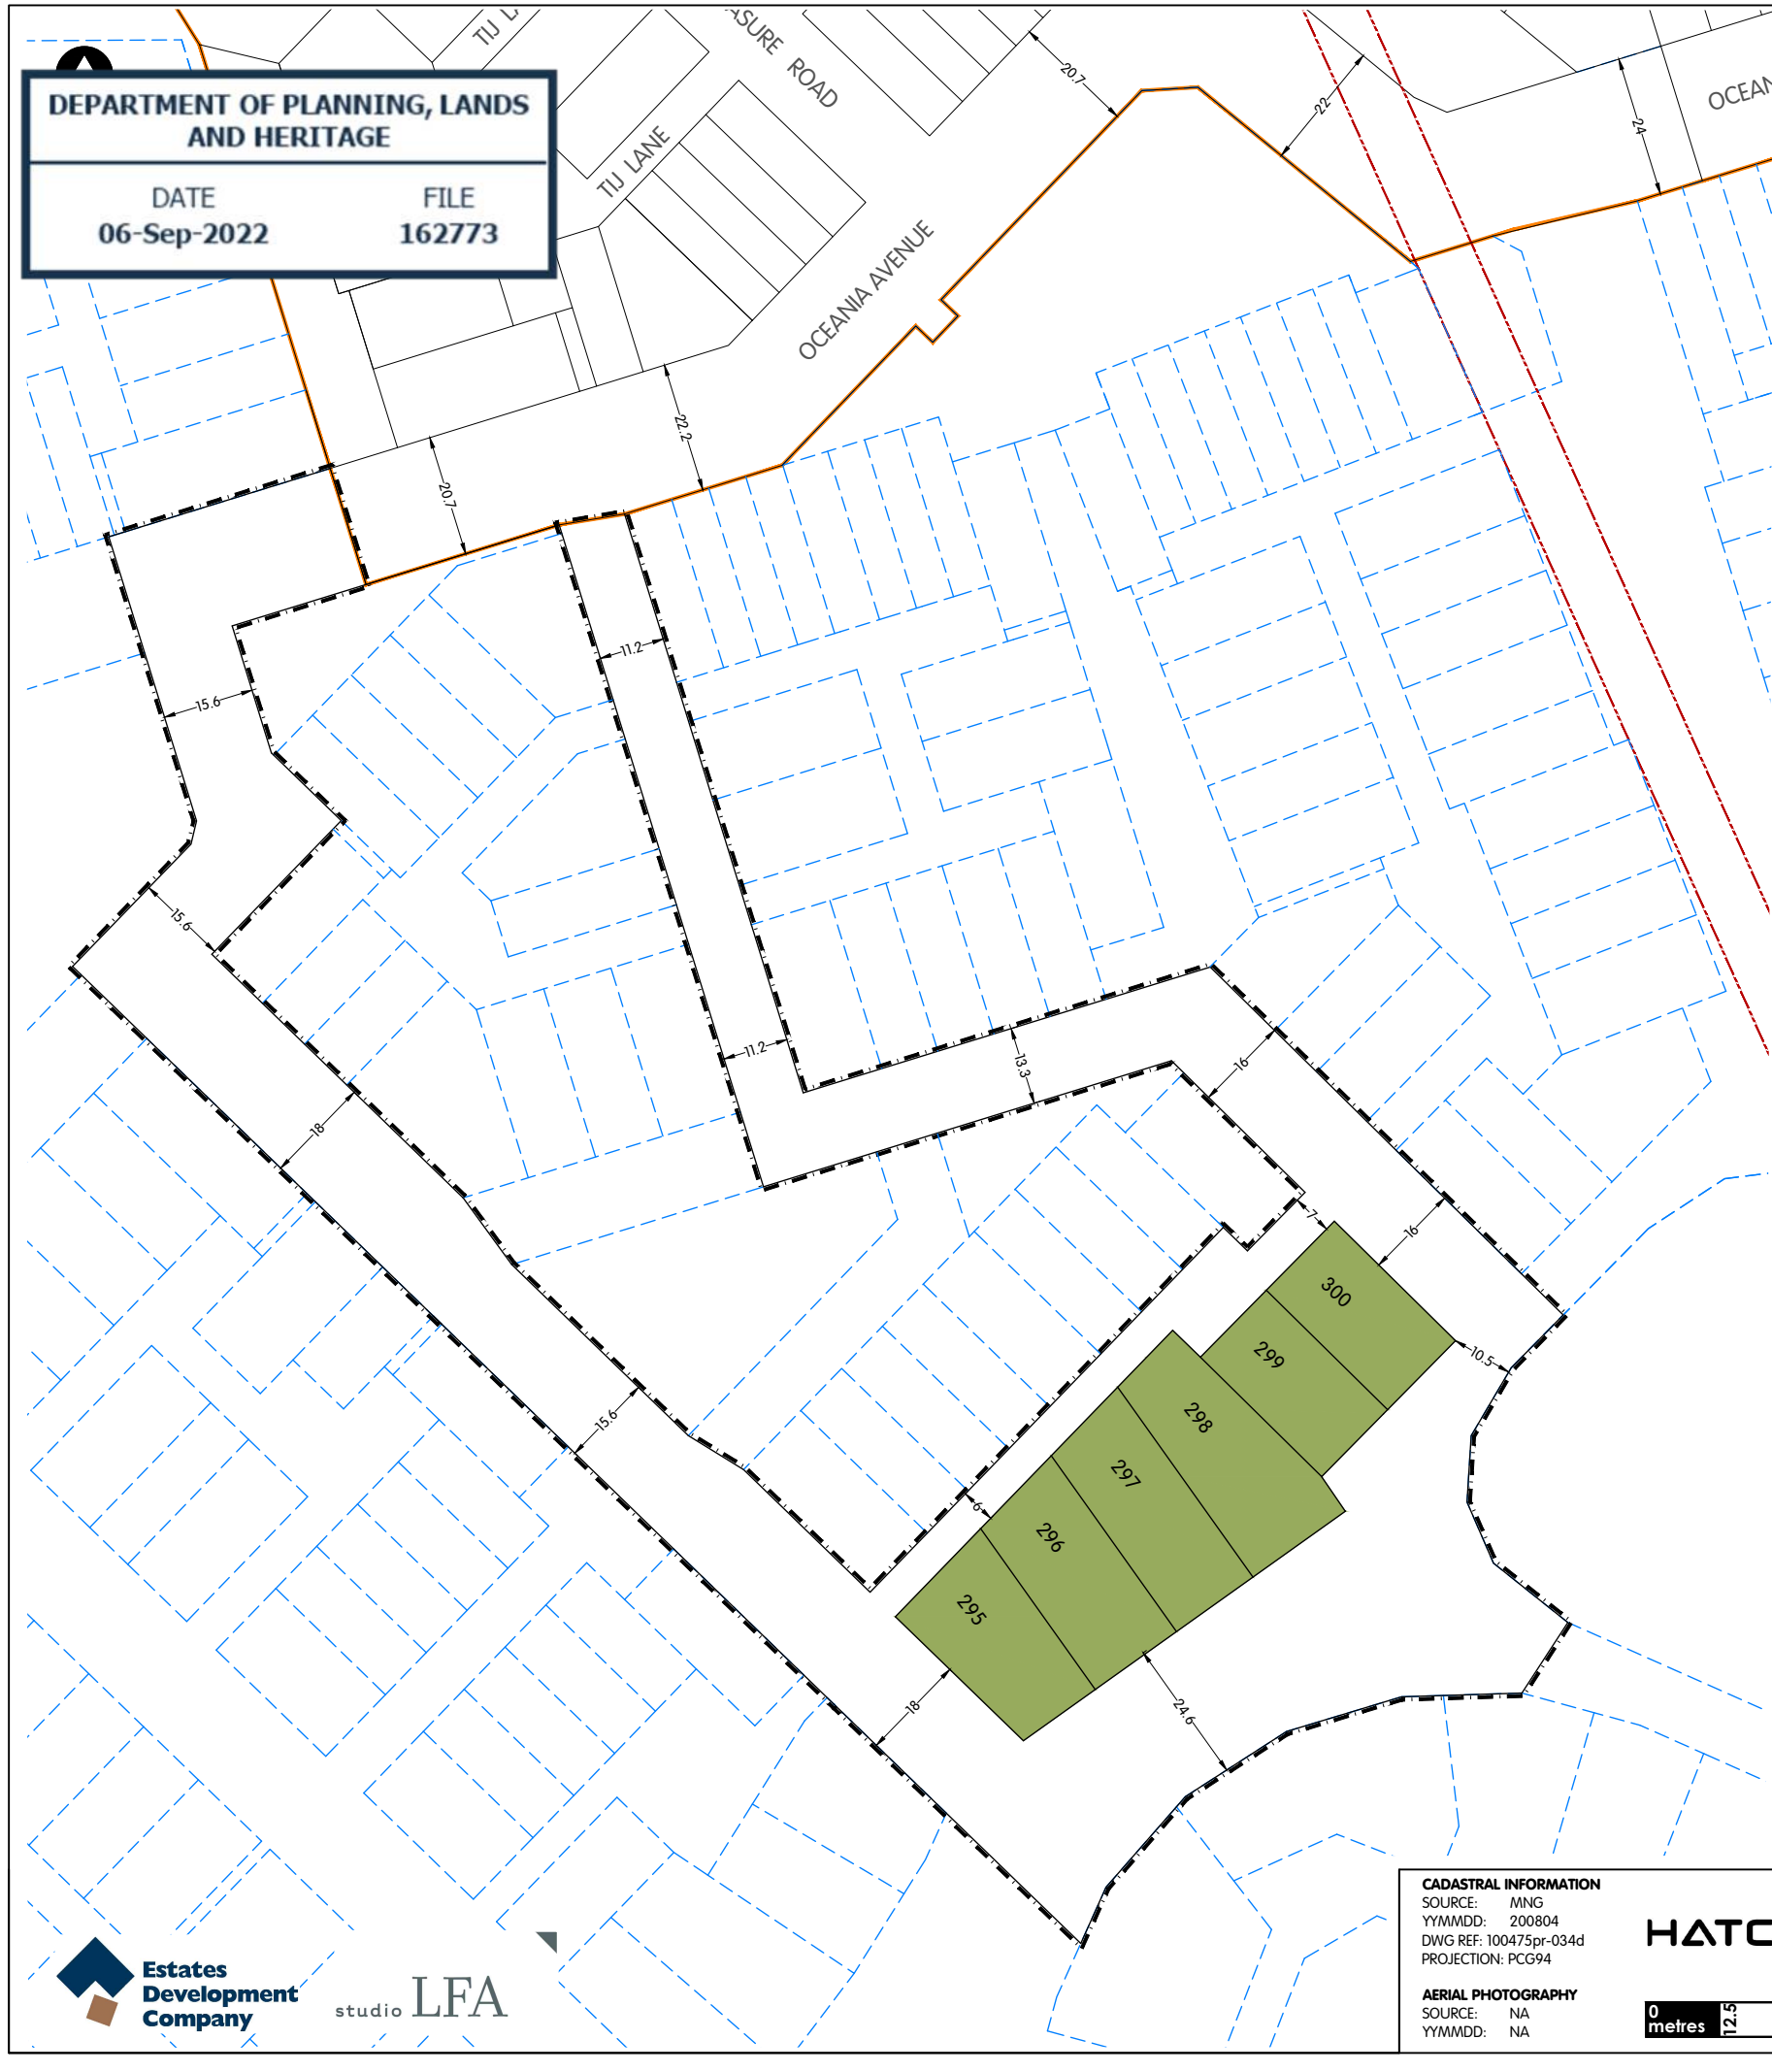 TIJ L
ASURE ROAD
20.7
22
24
OCEAN
DEPARTMENT OF PLANNING, LANDS
AND HERITAGE
DATE
FILE
06-Sep-2022
162773
TIJ LANE
OCEANIA AVENUE
22.2
20.7
11.2
15.6
15.6
11.2
13.3
16
18
7
16
300
299
10.5
298
15.6
297
6
296
295
18
24.6
CADASTRAL INFORMATION
SOURCE: MNG
YYMMDD: 200804
DWG REF: 100475pr-034d
PROJECTION: PCG94
HATC
AERIAL PHOTOGRAPHY
SOURCE: NA
YYMMDD: NA
0
metres
12.5
Estates
Development
Company
studio LFA